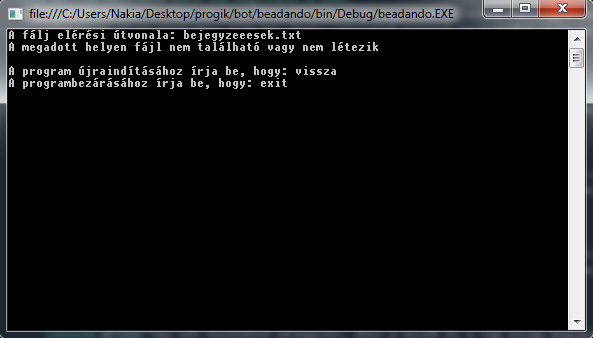 file:///C:/Users/Nakia/Desktop/progik/bot/beadando/bin/Debug/beadando.EXE
A fálj elérési útvonala: bejegyzeeesek.txt
A megadott helyen fájl nem található vagy nem létezik
A program újraindításához írja be, hogy: vissza
A programbezárásához írja be, hogy: exit